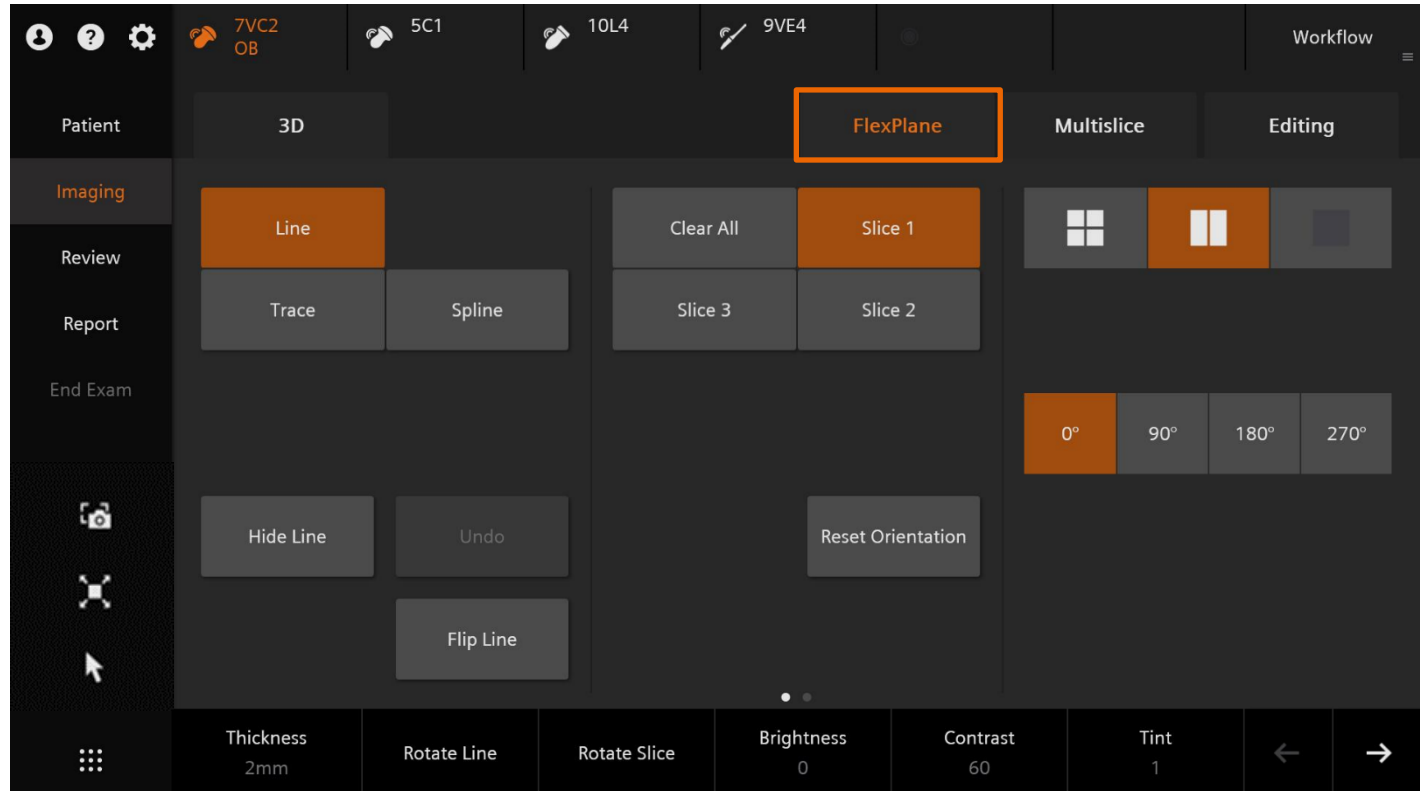 7VC2
OB
5C1
10L4
9VE4
Workflow
Patient
3D
FlexPlane
Multislice
Editing
Imaging
Line
Clear All
Slice 1
Review
Trace
Spline
Slice 3
Slice 2
Report
End Exam
0°
90°
180°
270°
Hide Line
Undo
Reset Orientation
Flip Line
Thickness
2mm
Rotate Line
Rotate Slice
Brightness
0
Contrast
60
Tint
1